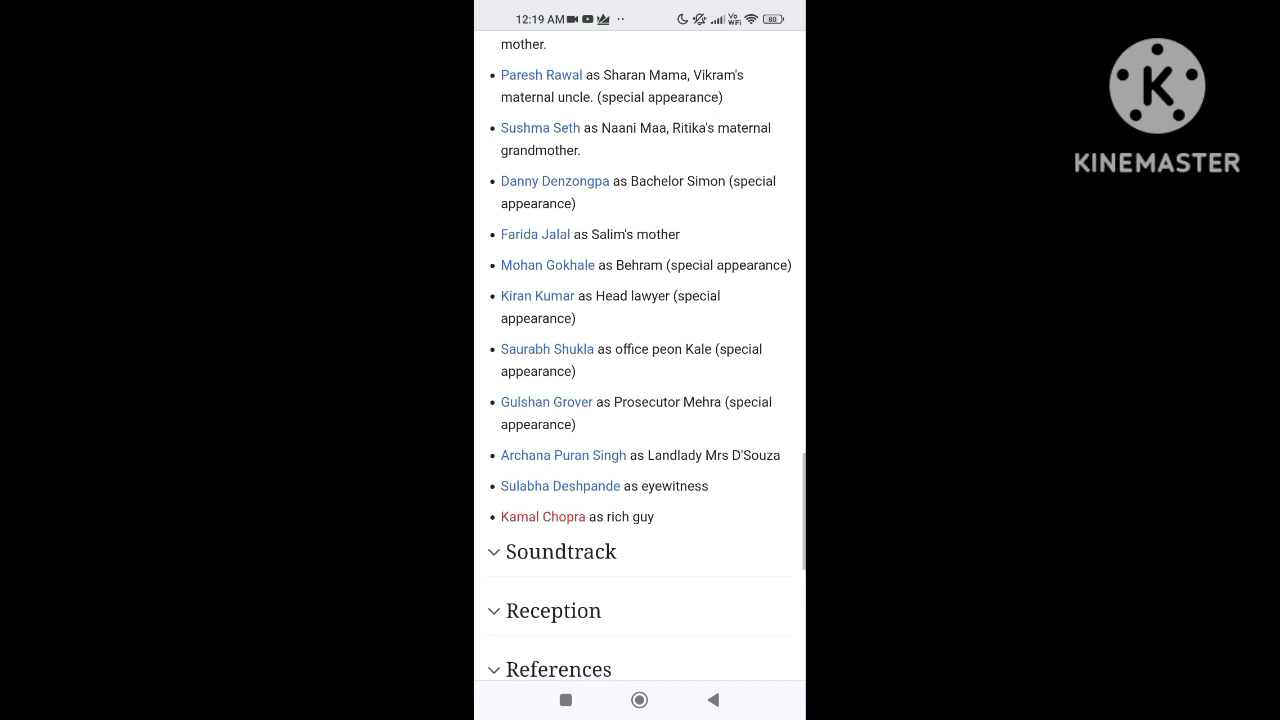 12:19 AM
Vo
WiFi
80
mother.
• Paresh Rawal as Sharan Mama, Vikram's
maternal uncle. (special appearance)
• Sushma Seth as Naani Maa, Ritika's maternal
grandmother.
• Danny Denzongpa as Bachelor Simon (special
appearance)
• Farida Jalal as Salim's mother
• Mohan Gokhale as Behram (special appearance)
• Kiran Kumar as Head lawyer (special
appearance)
• Saurabh Shukla as office peon Kale (special
appearance)
• Gulshan Grover as Prosecutor Mehra (special
appearance)
• Archana Puran Singh as Landlady Mrs D'Souza
• Sulabha Deshpande as eyewitness
• Kamal Chopra as rich guy
Soundtrack
Reception
References
K
KINEMASTER